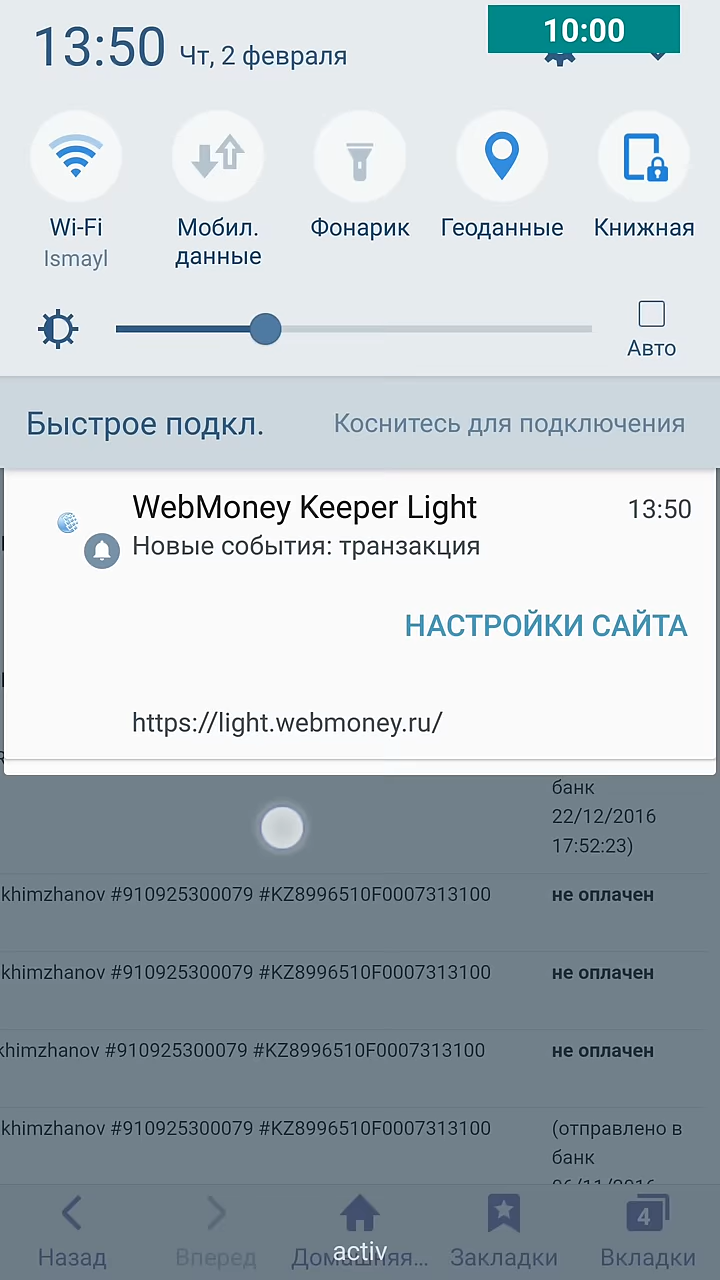 13:50 Чт, 2 февраля
10:00
Wi-Fi
Ismayl
Мобил.
данные
Фонарик
Геоданные
Книжная
Авто
Быстрое подкл.
Коснитесь для подключения
WebMoney Keeper Light
13:50
Новые события: транзакция
НАСТРОЙКИ САЙТА
https://light.webmoney.ru/
банк
22/12/2016
17:52:23)
khimzhanov #910925300079 #KZ8996510F0007313100
не оплачен
khimzhanov #910925300079 #KZ8996510F0007313100
не оплачен
khimzhanov #910925300079 #KZ8996510F0007313100
не оплачен
khimzhanov #910925300079 #KZ8996510F0007313100
(отправлено в
банк
4
Назад
Вперед
Домашняя...
Закладки
Вкладки
activ